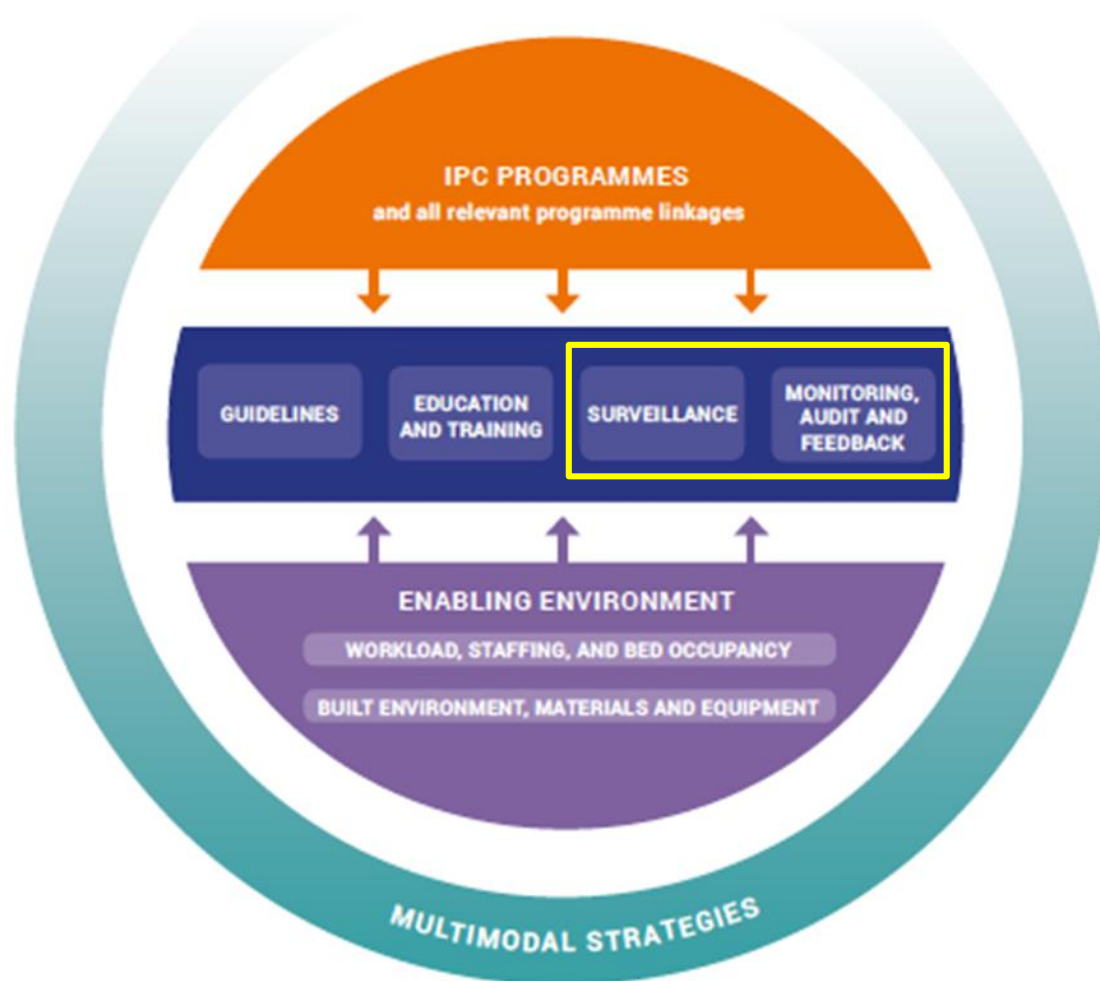 IPC PROGRAMMES
and all relevant programme linkages
GUIDELINES
EDUCATION
AND TRAINING
SURVEILLANCE
MONITORING,
AUDIT AND
FEEDBACK
ENABLING ENVIRONMENT
WORKLOAD, STAFFING, AND BED OCCUPANCY
BUILT ENVIRONMENT, MATERIALS AND EQUIPMENT
MULTIMODAL STRATEGIES